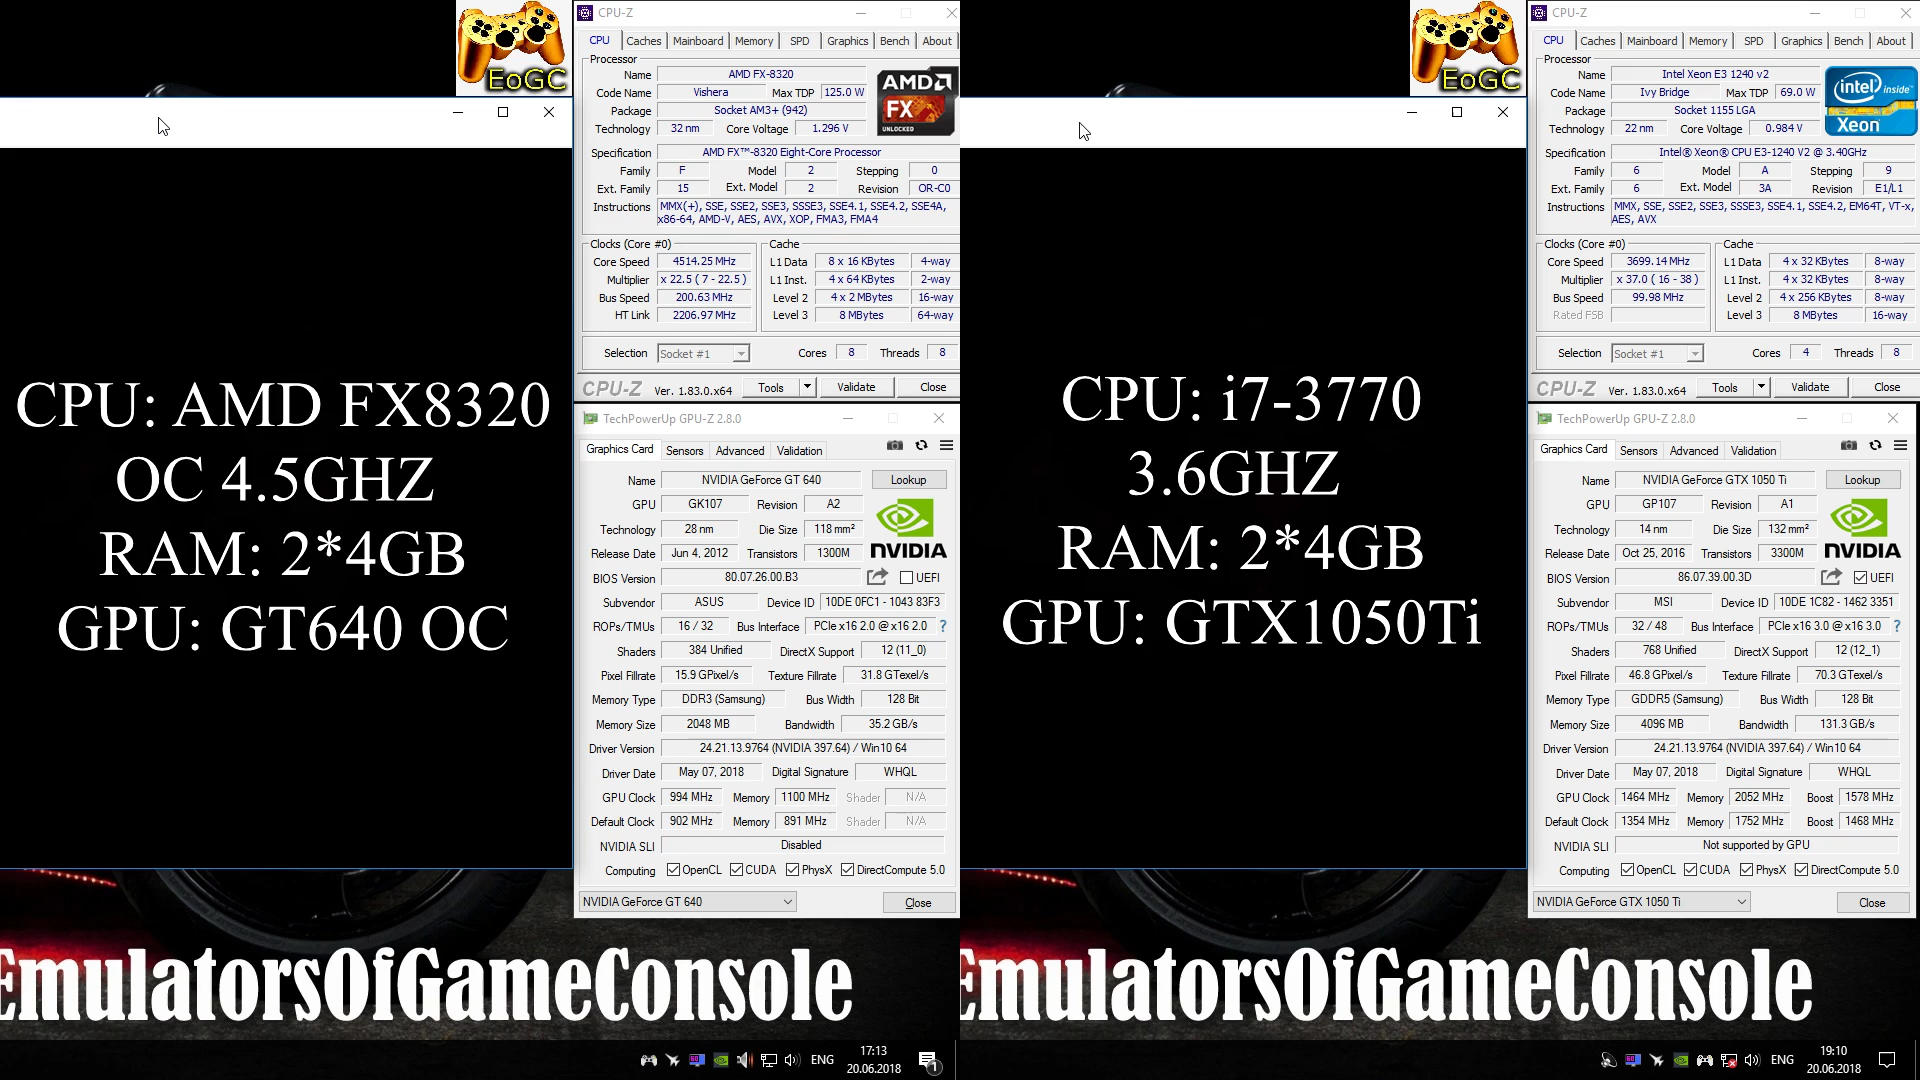 EoGC
CPU: AMD FX8320
OC 4.5GHZ
RAM: 2*4GB
GPU: GT640 OC
CPU-Z
CPU Caches Mainboard Memory SPD Graphics Bench About
Processor
Name AMD FX-8320
Code Name Vishera Max TDP 125.0 W
Package Socket AM3+ (942)
Technology 32 nm Core Voltage 1.296 V
AMD FX UNLOCKED
Specification AMD FX™-8320 Eight-Core Processor
Family F Model 2 Stepping 0
Ext. Family 15 Ext. Model 2 Revision OR-C0
Instructions MMX(+), SSE, SSE2, SSE3, SSSE3, SSE4.1, SSE4.2, SSE4A,
x86-64, AMD-V, AES, AVX, XOP, FMA3, FMA4
Clocks (Core #0) Cache
Core Speed 4514.25 MHz L1 Data 8 x 16 KBytes 4-way
Multiplier x 22.5 ( 7 - 22.5 ) L1 Inst. 4 x 64 KBytes 2-way
Bus Speed 200.63 MHz Level 2 4 x 2 MBytes 16-way
HT Link 2206.97 MHz Level 3 8 MBytes 64-way
Selection Socket #1 Cores 8 Threads 8
CPU-Z Ver. 1.83.0.x64 Tools Validate Close
TechPowerUp GPU-Z 2.8.0
Graphics Card Sensors Advanced Validation
Name NVIDIA GeForce GT 640 Lookup
GPU GK107 Revision A2
Technology 28 nm Die Size 118 mm²
Release Date Jun 4, 2012 Transistors 1300M
NVIDIA
BIOS Version 80.07.26.00.B3 UEFI
Subvendor ASUS Device ID 10DE 0FC1 - 1043 83F3
ROPs/TMUs 16 / 32 Bus Interface PCIe x16 2.0 @ x16 2.0 ?
Shaders 384 Unified DirectX Support 12 (11_0)
Pixel Fillrate 15.9 GPixel/s Texture Fillrate 31.8 GTexel/s
Memory Type DDR3 (Samsung) Bus Width 128 Bit
Memory Size 2048 MB Bandwidth 35.2 GB/s
Driver Version 24.21.13.9764 (NVIDIA 397.64) / Win10 64
Driver Date May 07, 2018 Digital Signature WHQL
GPU Clock 994 MHz Memory 1100 MHz Shader N/A
Default Clock 902 MHz Memory 891 MHz Shader N/A
NVIDIA SLI Disabled
Computing OpenCL CUDA PhysX DirectCompute 5.0
NVIDIA GeForce GT 640 Close
EmulatorsOfGameConsole
ENG 17:13
20.06.2018 1
EoGC
CPU: i7-3770
3.6GHZ
RAM: 2*4GB
GPU: GTX1050Ti
CPU-Z
CPU Caches Mainboard Memory SPD Graphics Bench About
Processor
Name Intel Xeon E3 1240 v2
Code Name Ivy Bridge Max TDP 69.0 W
Package Socket 1155 LGA
Technology 22 nm Core Voltage 0.984 V
intel inside™ Xeon
Specification Intel® Xeon® CPU E3-1240 V2 @ 3.40GHz
Family 6 Model A Stepping 9
Ext. Family 6 Ext. Model 3A Revision E1/L1
Instructions MMX, SSE, SSE2, SSE3, SSSE3, SSE4.1, SSE4.2, EM64T, VT-x,
AES, AVX
Clocks (Core #0) Cache
Core Speed 3699.14 MHz L1 Data 4 x 32 KBytes 8-way
Multiplier x 37.0 ( 16 - 38 ) L1 Inst. 4 x 32 KBytes 8-way
Bus Speed 99.98 MHz Level 2 4 x 256 KBytes 8-way
Rated FSB Level 3 8 MBytes 16-way
Selection Socket #1 Cores 4 Threads 8
CPU-Z Ver. 1.83.0.x64 Tools Validate Close
TechPowerUp GPU-Z 2.8.0
Graphics Card Sensors Advanced Validation
Name NVIDIA GeForce GTX 1050 Ti Lookup
GPU GP107 Revision A1
Technology 14 nm Die Size 132 mm²
Release Date Oct 25, 2016 Transistors 3300M
NVIDIA
BIOS Version 86.07.39.00.3D UEFI
Subvendor MSI Device ID 10DE 1C82 - 1462 3351
ROPs/TMUs 32 / 48 Bus Interface PCIe x16 3.0 @ x16 3.0 ?
Shaders 768 Unified DirectX Support 12 (12_1)
Pixel Fillrate 46.8 GPixel/s Texture Fillrate 70.3 GTexel/s
Memory Type GDDR5 (Samsung) Bus Width 128 Bit
Memory Size 4096 MB Bandwidth 131.3 GB/s
Driver Version 24.21.13.9764 (NVIDIA 397.64) / Win10 64
Driver Date May 07, 2018 Digital Signature WHQL
GPU Clock 1464 MHz Memory 2052 MHz Boost 1578 MHz
Default Clock 1354 MHz Memory 1752 MHz Boost 1468 MHz
NVIDIA SLI Not supported by GPU
Computing OpenCL CUDA PhysX DirectCompute 5.0
NVIDIA GeForce GTX 1050 Ti Close
EmulatorsOfGameConsole
ENG 19:10
20.06.2018